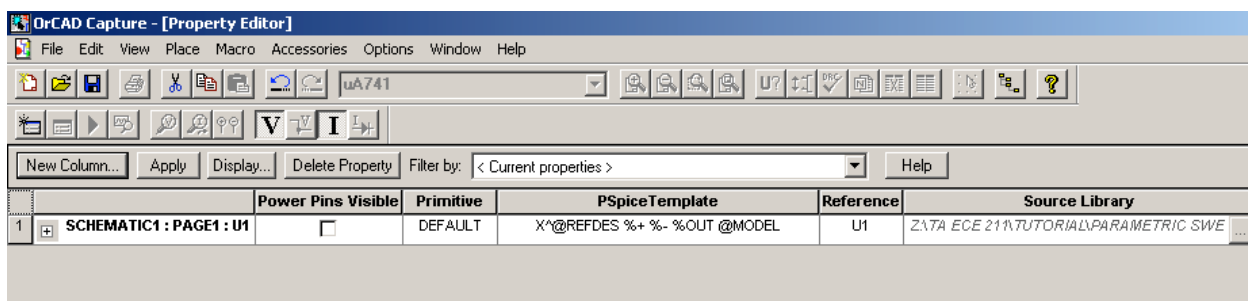 OrCAD Capture - [Property Editor]
File Edit View Place Macro Accessories Options Window Help
uA741 U? DRC
V V I I
New Column... Apply Display... Delete Property Filter by: < Current properties > Help
Power Pins Visible Primitive PSpiceTemplate Reference Source Library
1 SCHEMATIC1 : PAGE1 : U1 DEFAULT X^@REFDES %+ %- %OUT @MODEL U1 Z:\TA ECE 211\TUTORIAL\PARAMETRIC SWE ...